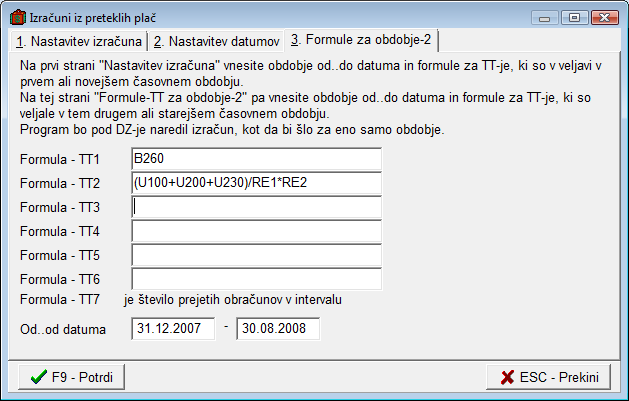 Izračuni iz preteklih plač
1. Nastavitev izračuna 2. Nastavitev datumov 3. Formule za obdobje-2
Na prvi strani "Nastavitev izračuna" vnesite obdobje od..do datuma in formule za TT-je, ki so v veljavi v
prvem ali novejšem časovnem obdobju.
Na tej strani "Formule-TT za obdobje-2" pa vnesite obdobje od..do datuma in formule za TT-je, ki so
veljale v tem drugem ali starejšem časovnem obdobju.
Program bo pod DZ-je naredil izračun, kot da bi šlo za eno samo obdobje.
Formula - TT1 B260
Formula - TT2 (U100+U200+U230)/RE1*RE2
Formula - TT3
Formula - TT4
Formula - TT5
Formula - TT6
Formula - TT7 je število prejetih obračunov v intervalu
Od..od datuma 31.12.2007 - 30.08.2008
F9 - Potrdi ESC - Prekini